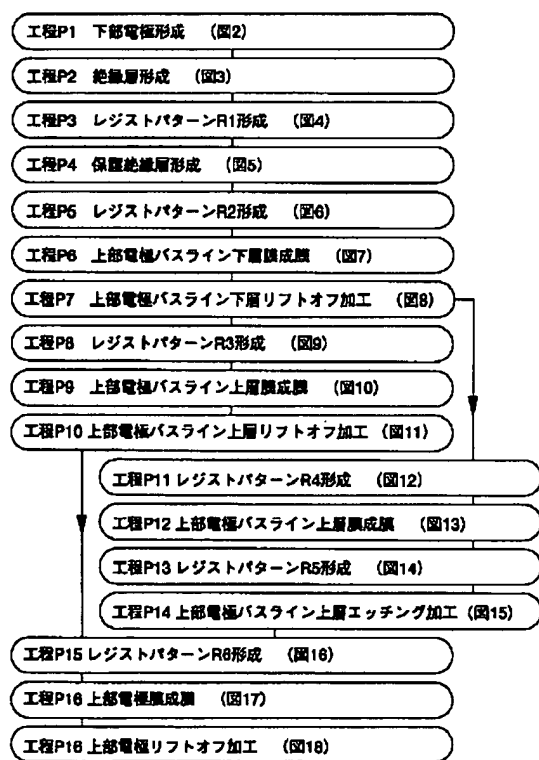 工程P1 下部電極形成 (図2)
工程P2 絶縁層形成 (図3)
工程P3 レジストパターンR1形成 (図4)
工程P4 保護絶縁層形成 (図5)
工程P5 レジストパターンR2形成 (図6)
工程P6 上部電極バスライン下層膜成膜 (図7)
工程P7 上部電極バスライン下層リフトオフ加工 (図8)
工程P8 レジストパターンR3形成 (図9)
工程P9 上部電極バスライン上層膜成膜 (図10)
工程P10 上部電極バスライン上層リフトオフ加工 (図11)
工程P11 レジストパターンR4形成 (図12)
工程P12 上部電極バスライン上層膜成膜 (図13)
工程P13 レジストパターンR5形成 (図14)
工程P14 上部電極バスライン上層エッチング加工 (図15)
工程P15 レジストパターンR6形成 (図16)
工程P16 上部電極膜成膜 (図17)
工程P16 上部電極リフトオフ加工 (図18)